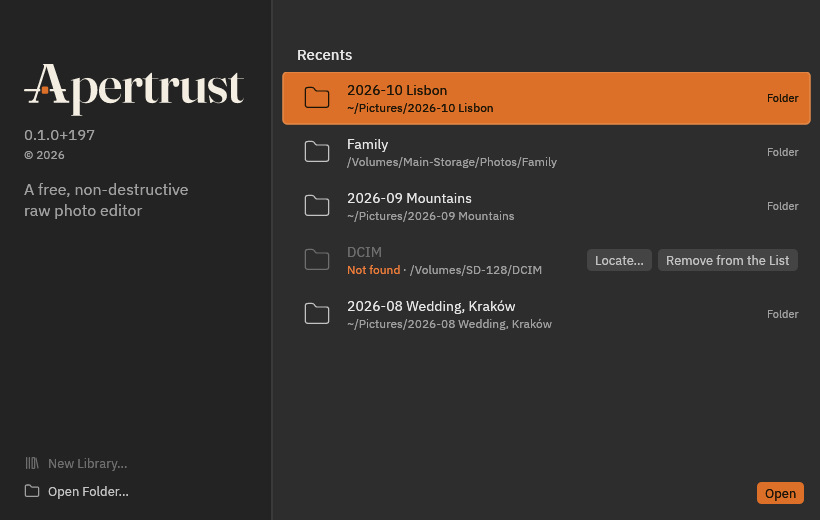 Apertrust
0.1.0+197
© 2026
A free, non-destructive
raw photo editor
New Library...
Open Folder...
Recents
2026-10 Lisbon
~/Pictures/2026-10 Lisbon
Folder
Family
/Volumes/Main-Storage/Photos/Family
Folder
2026-09 Mountains
~/Pictures/2026-09 Mountains
Folder
DCIM
Not found · /Volumes/SD-128/DCIM
Locate...
Remove from the List
2026-08 Wedding, Kraków
~/Pictures/2026-08 Wedding, Kraków
Folder
Open